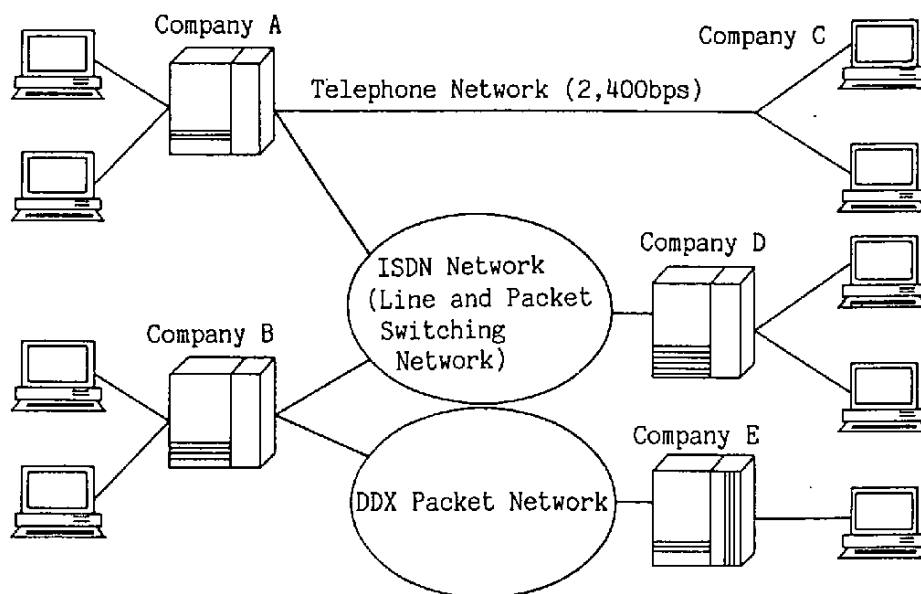 Company A
Company C
Telephone Network (2,400bps)
Company D
ISDN Network
(Line and Packet
Switching
Network)
Company B
Company E
DDX Packet Network